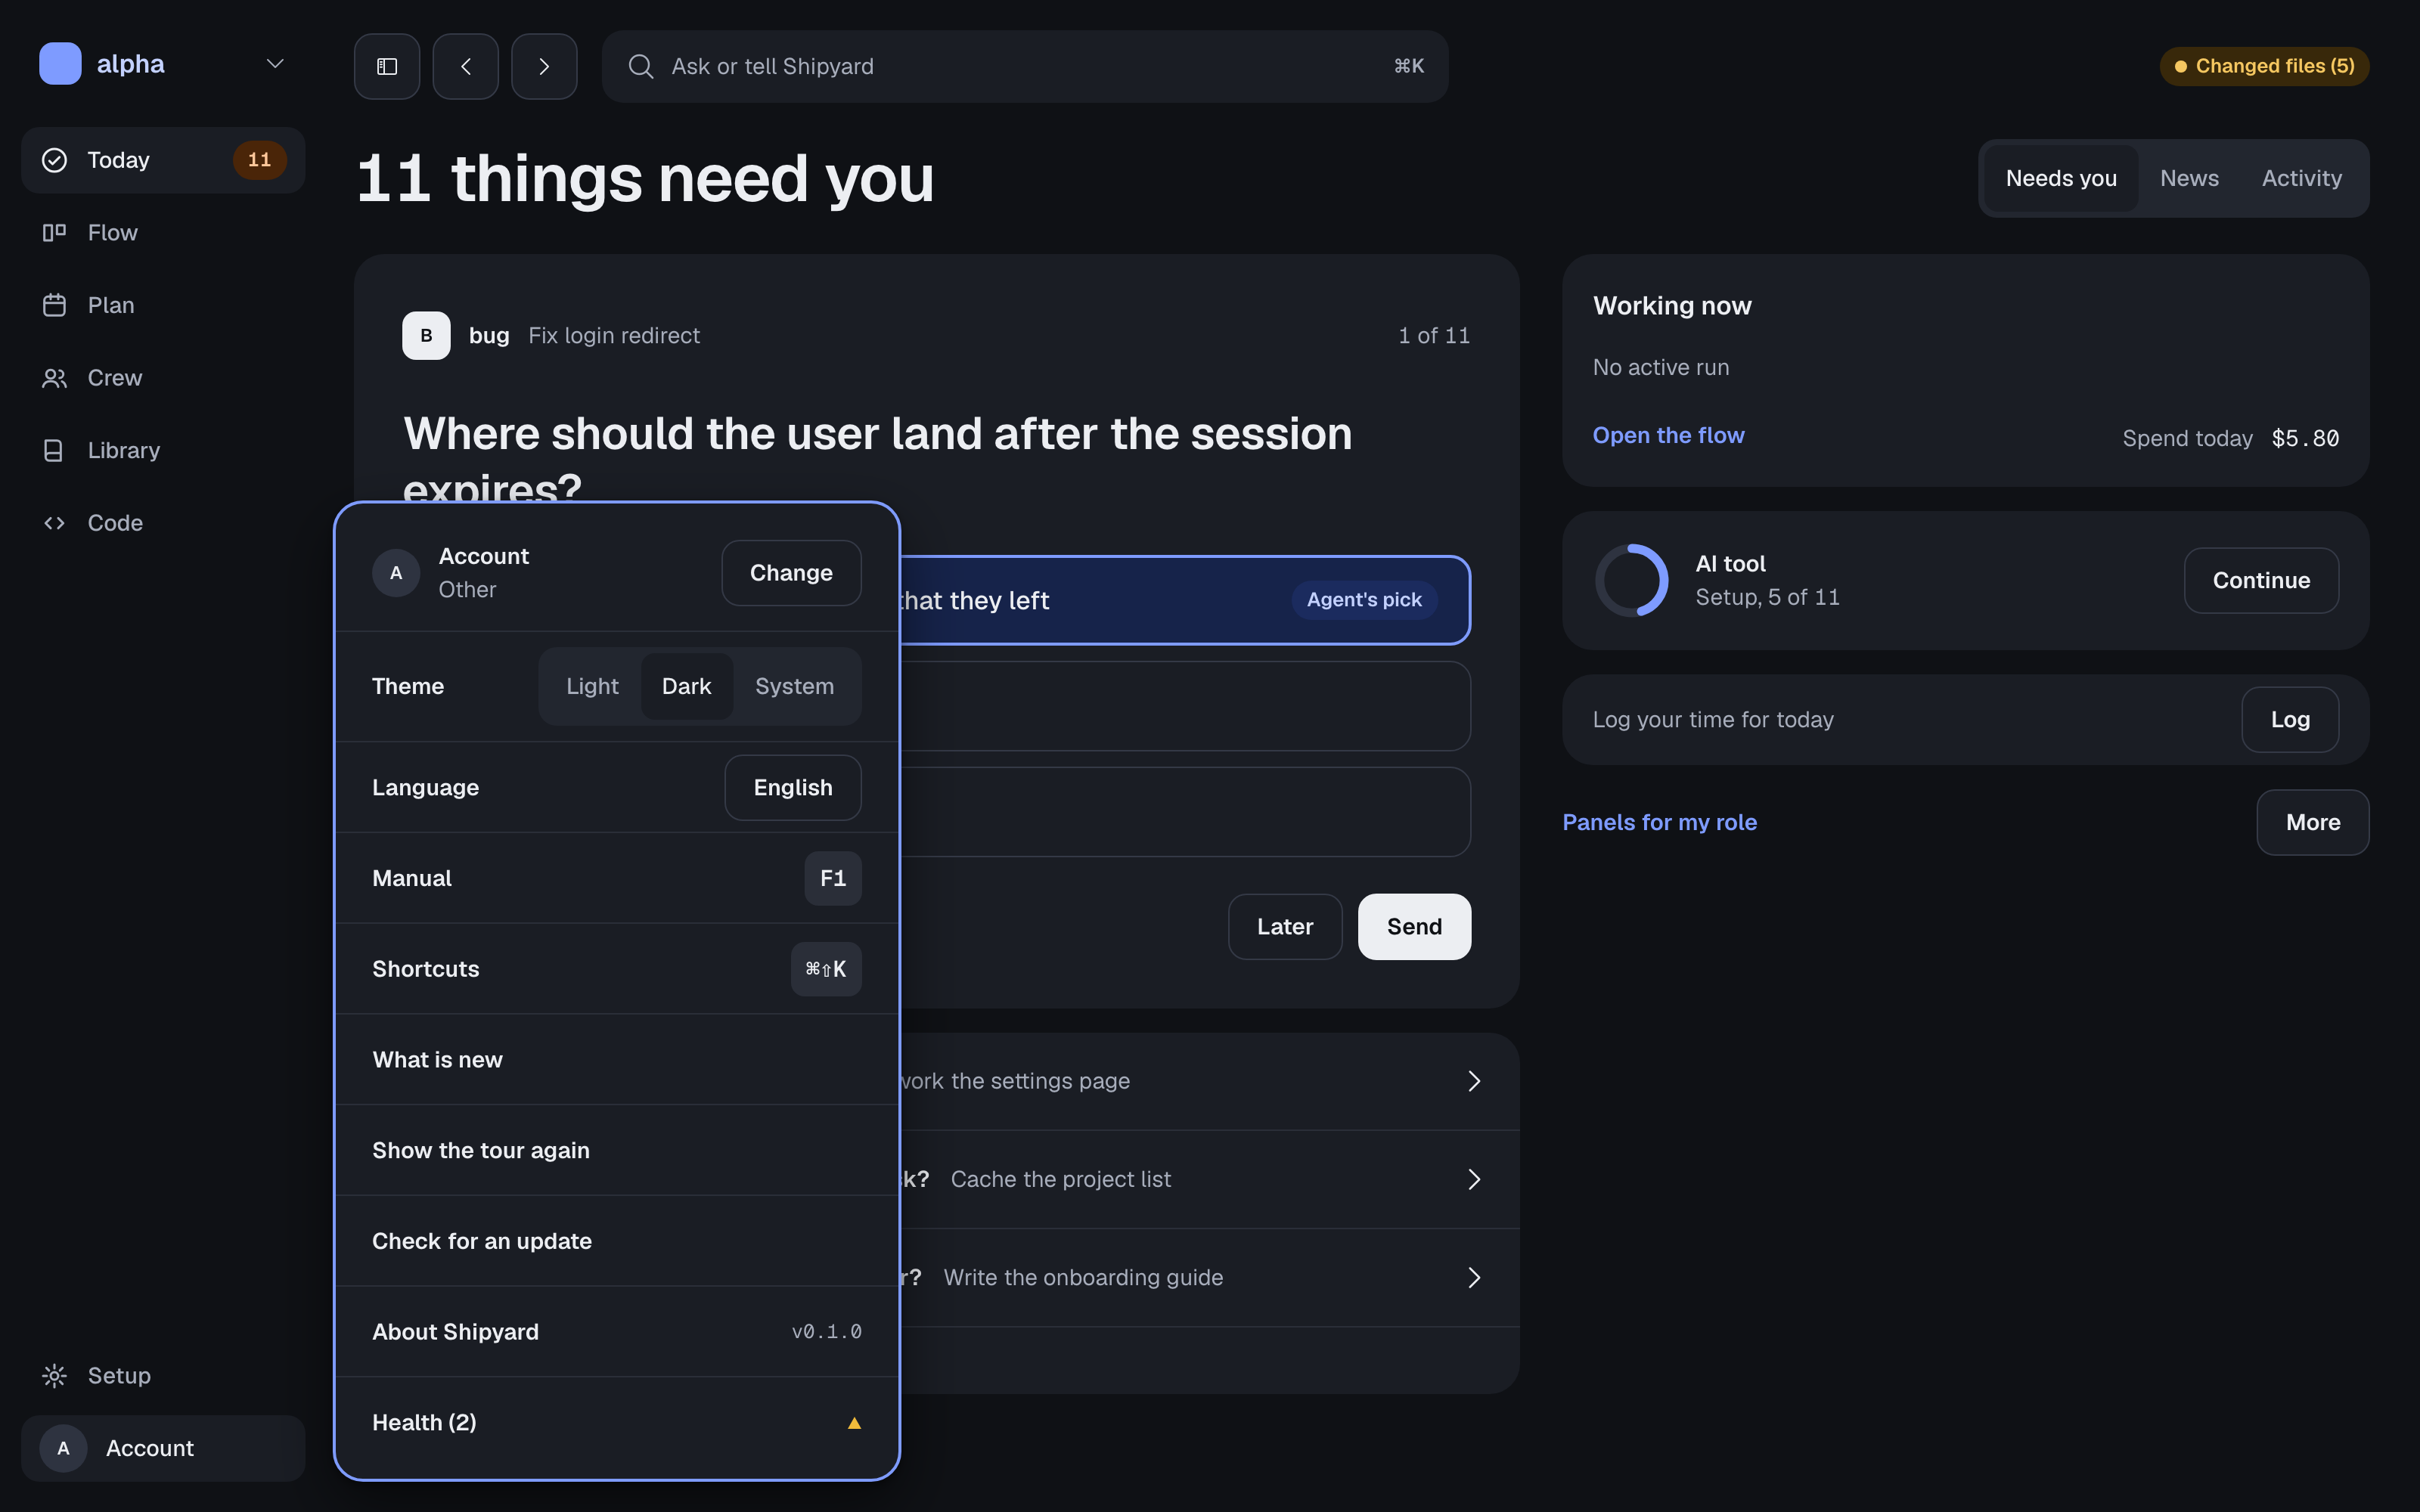 alpha
Ask or tell Shipyard
⌘K
Changed files (5)
Today
11
Flow
Plan
Crew
Library
Code
Setup
A
Account
11 things need you
Needs you
News
Activity
B
bug
Fix login redirect
1 of 11
Where should the user land after the session
expires?
that they left
Agent's pick
Later
Send
work the settings page
Cache the project list
Write the onboarding guide
A
Account
Other
Change
Theme
Light
Dark
System
Language
English
Manual
F1
Shortcuts
⌘⇧K
What is new
Show the tour again
Check for an update
About Shipyard
v0.1.0
Health (2)
Working now
No active run
Open the flow
Spend today
$5.80
AI tool
Setup, 5 of 11
Continue
Log your time for today
Log
Panels for my role
More